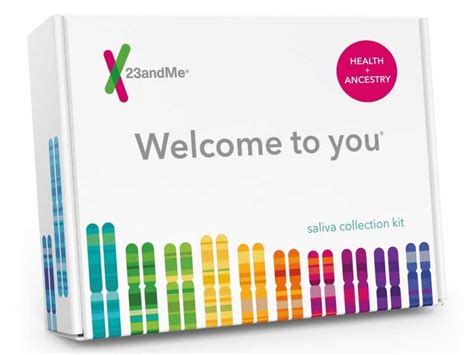 23andMe®
HEALTH
+
ANCESTRY
Welcome to you®
saliva collection kit